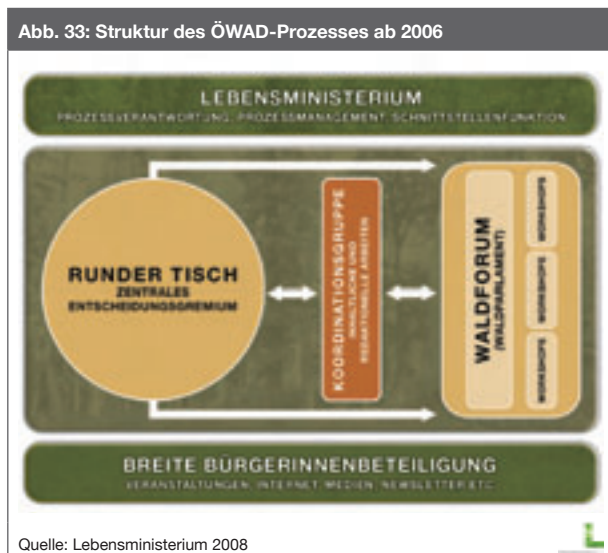 Abb. 33: Struktur des ÖWAD-Prozesses ab 2006
LEBENSMINISTERIUM
PROZESSVERANTWORTUNG, PROZESSMANAGEMENT, SCHNITTSTELLENFUNKTION
RUNDER TISCH
ZENTRALES
ENTSCHEIDUNGSGREMIUM
KOORDINATIONSGRUPPE
INHALTLICHE UND
REDAKTIONELLE ARBEITEN
WALDFORUM
(WALDPARLAMENT)
WORKSHOPS
WORKSHOPS
WORKSHOPS
BREITE BÜRGERINNENBETEILIGUNG
VERANSTALTUNGEN, INTERNET, MEDIEN, NEWSLETTER ETC.
Quelle: Lebensministerium 2008